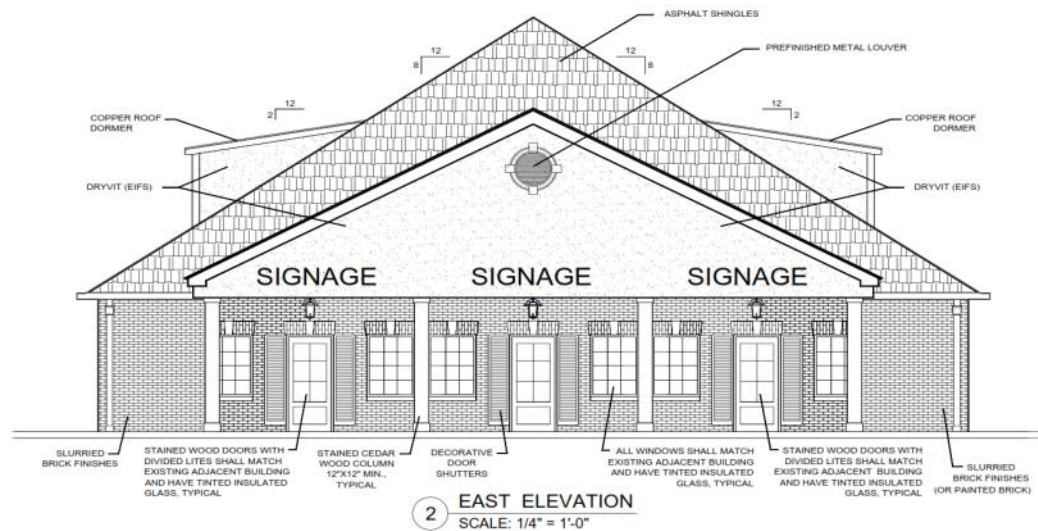 ASPHALT SHINGLES
12
8
12
8
PREFINISHED METAL LOUVER
12
2
12
2
COPPER ROOF
DORMER
COPPER ROOF
DORMER
DRYVIT (EIFS)
DRYVIT (EIFS)
SIGNAGE
SIGNAGE
SIGNAGE
SLURRIED
BRICK FINISHES
STAINED WOOD DOORS WITH
DIVIDED LITES SHALL MATCH
EXISTING ADJACENT BUILDING
AND HAVE TINTED INSULATED
GLASS, TYPICAL
STAINED CEDAR
WOOD COLUMN
12"X12" MIN.,
TYPICAL
DECORATIVE
DOOR
SHUTTERS
ALL WINDOWS SHALL MATCH
EXISTING ADJACENT BUILDING
AND HAVE TINTED INSULATED
GLASS, TYPICAL
STAINED WOOD DOORS WITH
DIVIDED LITES SHALL MATCH
EXISTING ADJACENT BUILDING
AND HAVE TINTED INSULATED
GLASS, TYPICAL
SLURRIED
BRICK FINISHES
(OR PAINTED BRICK)
2
EAST ELEVATION
SCALE: 1/4" = 1'-0"